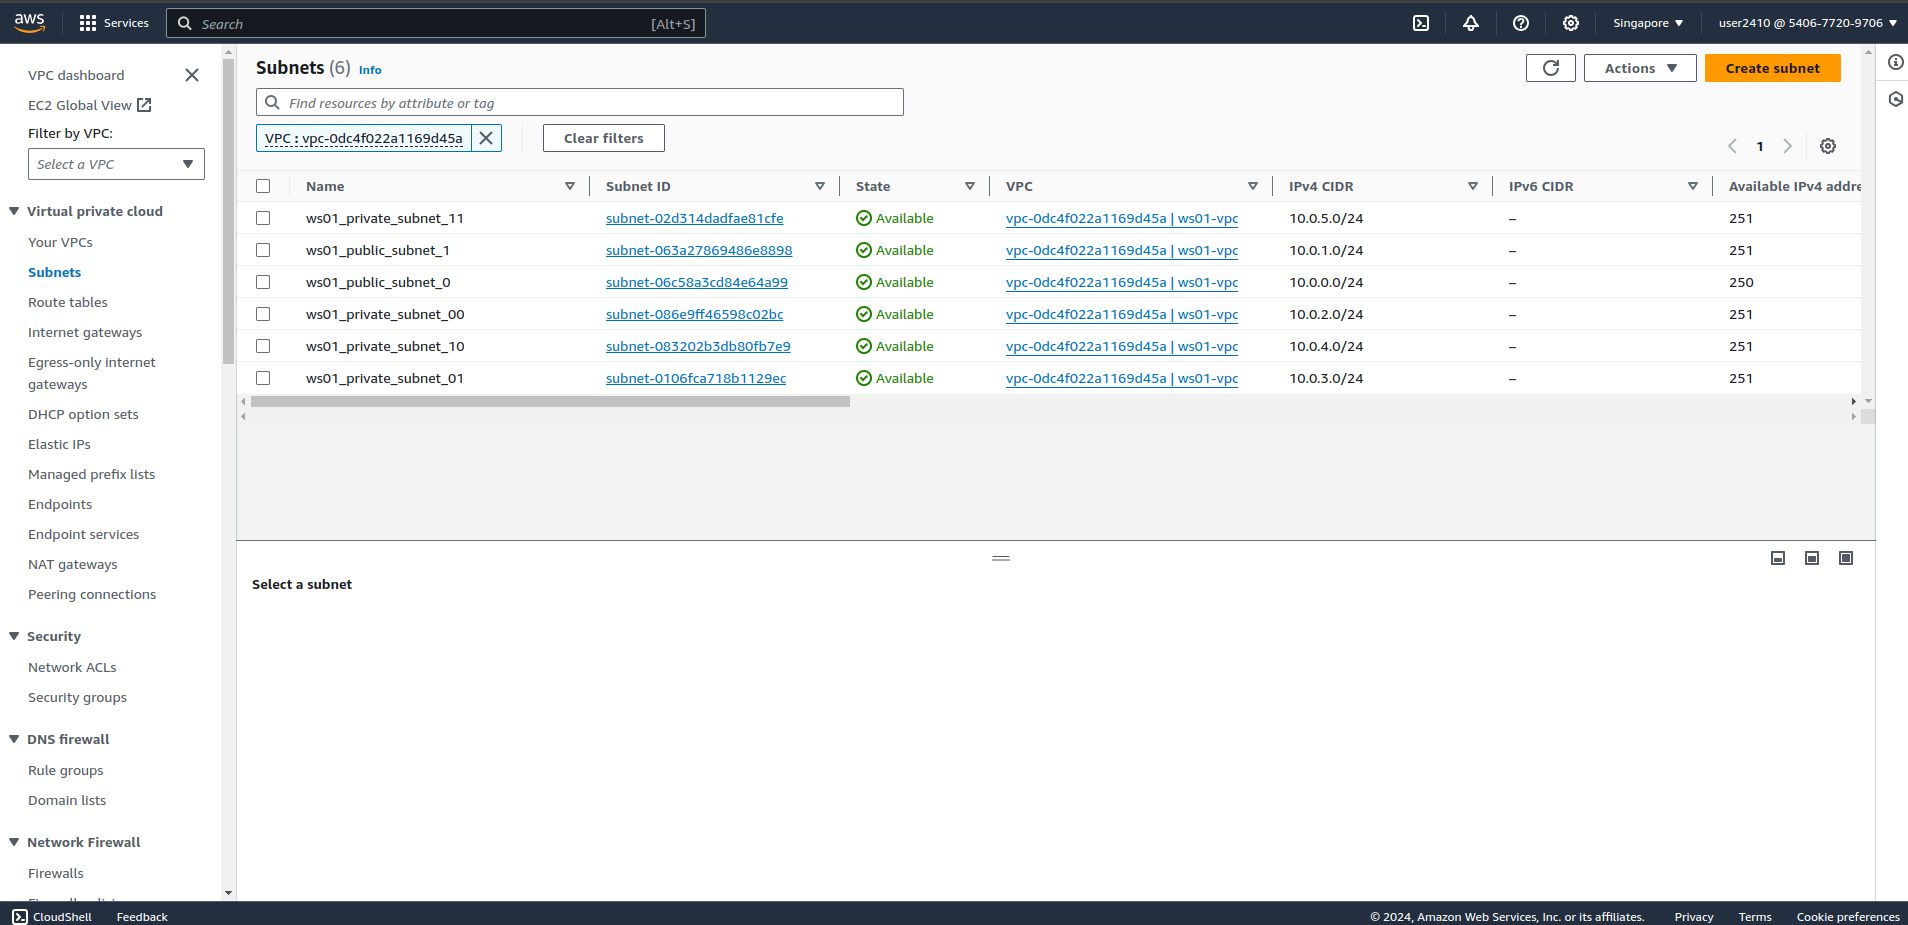 aws Services Search [Alt+S] Singapore user2410 @ 5406-7720-9706
VPC dashboard
EC2 Global View
Filter by VPC:
Select a VPC
Virtual private cloud
Your VPCs
Subnets
Route tables
Internet gateways
Egress-only internet
gateways
DHCP option sets
Elastic IPs
Managed prefix lists
Endpoints
Endpoint services
NAT gateways
Peering connections
Security
Network ACLs
Security groups
DNS firewall
Rule groups
Domain lists
Network Firewall
Firewalls
Subnets (6) Info
Actions Create subnet
Find resources by attribute or tag
VPC : vpc-0dc4f022a1169d45a Clear filters
1
Name Subnet ID State VPC IPv4 CIDR IPv6 CIDR Available IPv4 addre
ws01_private_subnet_11 subnet-02d314dadfae81cfe Available vpc-0dc4f022a1169d45a | ws01-vpc 10.0.5.0/24 – 251
ws01_public_subnet_1 subnet-063a27869486e8898 Available vpc-0dc4f022a1169d45a | ws01-vpc 10.0.1.0/24 – 251
ws01_public_subnet_0 subnet-06c58a3cd84e64a99 Available vpc-0dc4f022a1169d45a | ws01-vpc 10.0.0.0/24 – 250
ws01_private_subnet_00 subnet-086e9ff46598c02bc Available vpc-0dc4f022a1169d45a | ws01-vpc 10.0.2.0/24 – 251
ws01_private_subnet_10 subnet-083202b3db80fb7e9 Available vpc-0dc4f022a1169d45a | ws01-vpc 10.0.4.0/24 – 251
ws01_private_subnet_01 subnet-0106fca718b1129ec Available vpc-0dc4f022a1169d45a | ws01-vpc 10.0.3.0/24 – 251
Select a subnet
CloudShell Feedback © 2024, Amazon Web Services, Inc. or its affiliates. Privacy Terms Cookie preferences